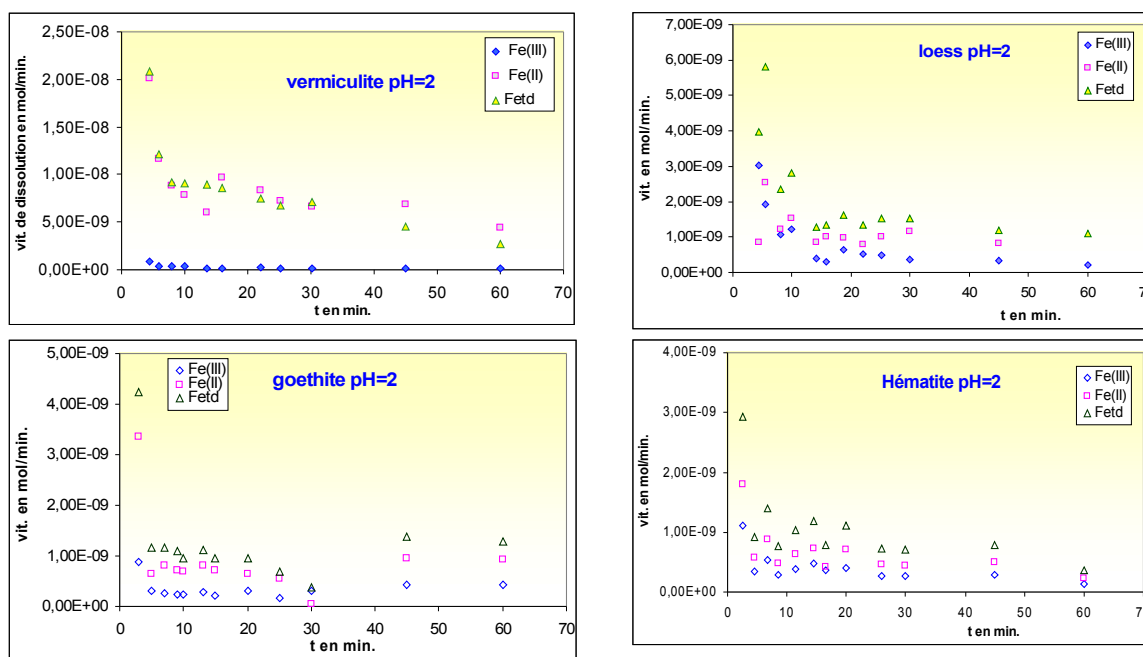 vermiculite pH=2
Fe(III)
Fe(II)
Fetd
vit. de dissolution en mol/min.
2,50E-08
2,00E-08
1,50E-08
1,00E-08
5,00E-09
0,00E+00
0 10 20 30 40 50 60 70
t en min.
loess pH=2
Fe(III)
Fe(II)
Fetd
vit. en mol/min.
7,00E-09
6,00E-09
5,00E-09
4,00E-09
3,00E-09
2,00E-09
1,00E-09
0,00E+00
0 10 20 30 40 50 60 70
t en min.
goethite pH=2
Fe(III)
Fe(II)
Fetd
vit. en mol/min.
5,00E-09
4,00E-09
3,00E-09
2,00E-09
1,00E-09
0,00E+00
0 10 20 30 40 50 60 70
t en min.
Hématite pH=2
Fe(III)
Fe(II)
Fetd
vit. en mol/min.
4,00E-09
3,00E-09
2,00E-09
1,00E-09
0,00E+00
0 10 20 30 40 50 60 70
t en min.